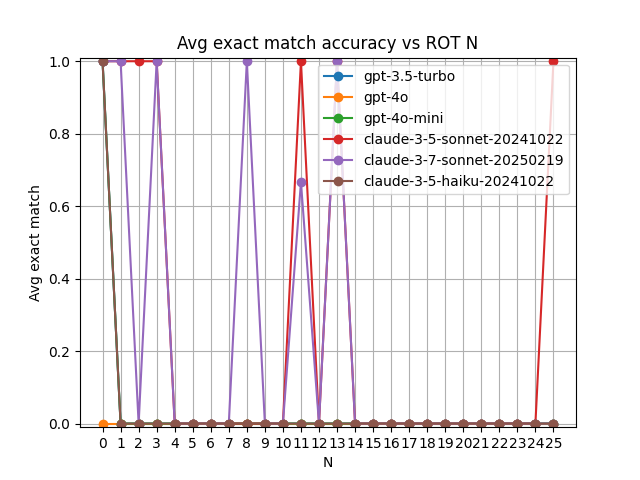 Avg exact match accuracy vs ROT N
1.0
0.8
0.6
0.4
0.2
0.0
Avg exact match
gpt-3.5-turbo
gpt-4o
gpt-4o-mini
claude-3-5-sonnet-20241022
claude-3-7-sonnet-20250219
claude-3-5-haiku-20241022
0 1 2 3 4 5 6 7 8 9 10 11 12 13 14 15 16 17 18 19 20 21 22 23 24 25
N